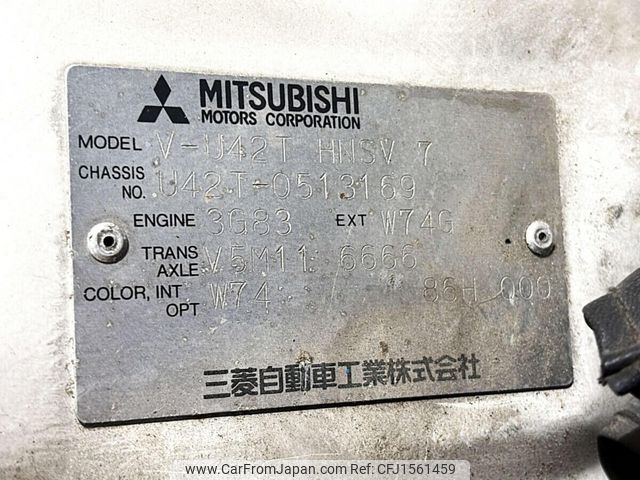 MITSUBISHI
MOTORS CORPORATION
MODEL V-U42T HNSV 7
CHASSIS NO. U42T-0513169
ENGINE 3G83 EXT W74G
TRANS AXLE V5M11 6666
COLOR, INT OPT W74 86H 000
三菱自動車工業株式会社
www.CarFromJapan.com | Stock ID: CFJ1561459